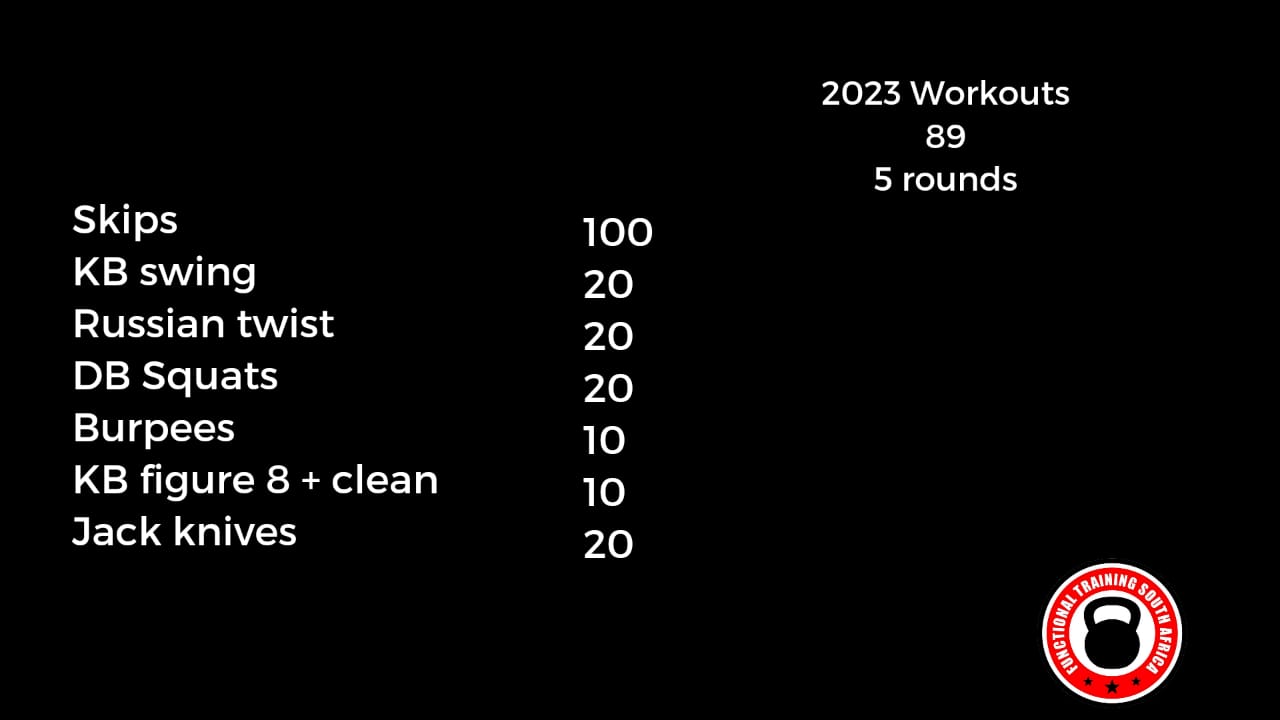 2023 Workouts
89
5 rounds
Skips 100
KB swing 20
Russian twist 20
DB Squats 20
Burpees 10
KB figure 8 + clean 10
Jack knives 20
FUNCTIONAL TRAINING SOUTH AFRICA